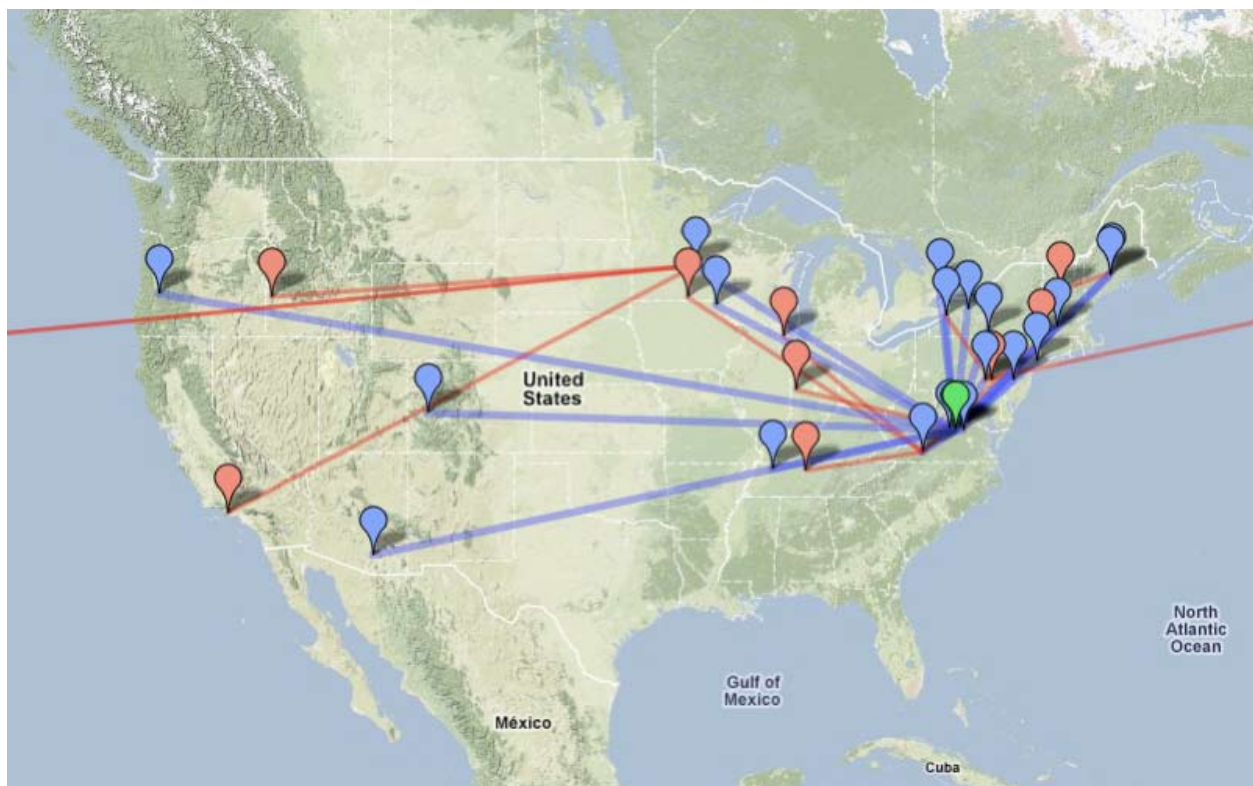 United
States
North
Atlantic
Ocean
Gulf of
Mexico
México
Cuba